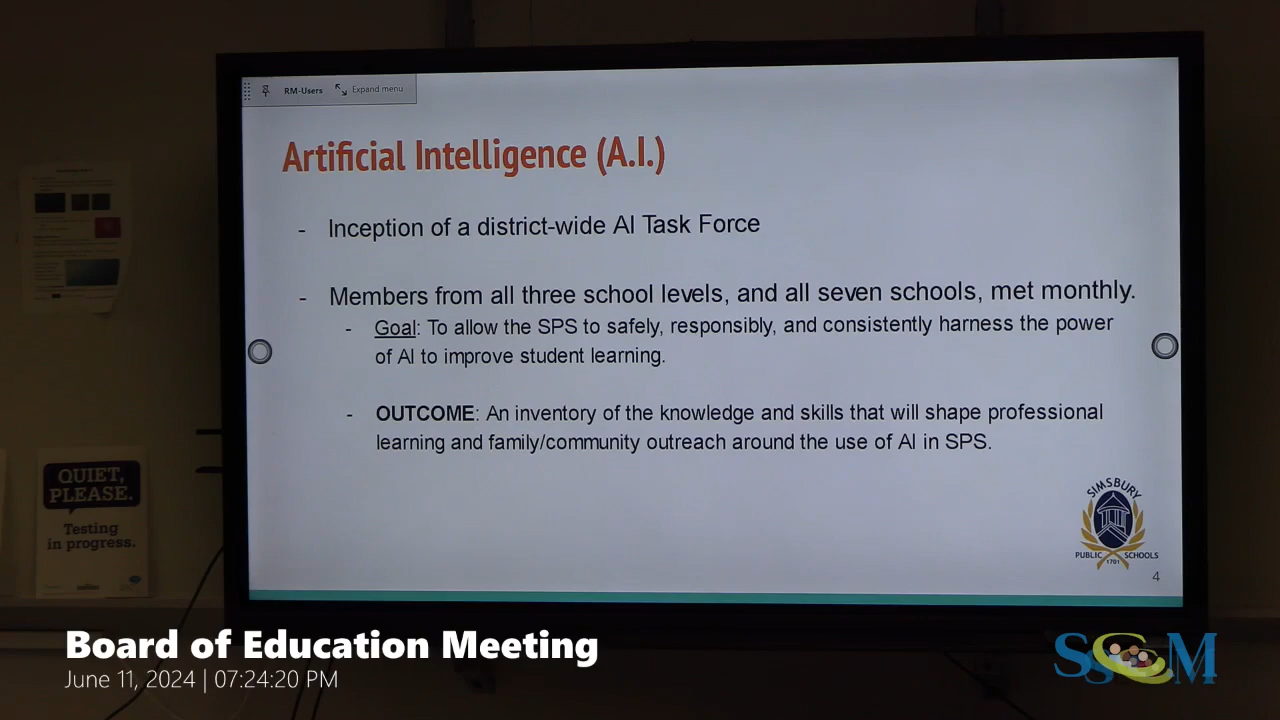 RM-Users Expand menu
Artificial Intelligence (A.I.)
- Inception of a district-wide AI Task Force
- Members from all three school levels, and all seven schools, met monthly.
- Goal: To allow the SPS to safely, responsibly, and consistently harness the power
of AI to improve student learning.
- OUTCOME: An inventory of the knowledge and skills that will shape professional
learning and family/community outreach around the use of AI in SPS.
SIMSBURY
PUBLIC SCHOOLS
1701
4
QUIET,
PLEASE.
Testing
in progress.
Board of Education Meeting
June 11, 2024 | 07:24:20 PM